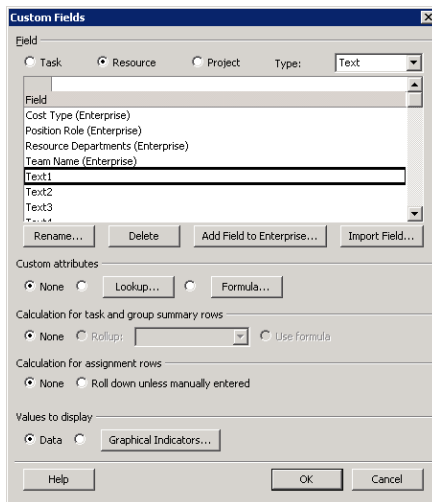 Custom Fields
Field
Task Resource Project Type: Text
Field
Cost Type (Enterprise)
Position Role (Enterprise)
Resource Departments (Enterprise)
Team Name (Enterprise)
Text1
Text2
Text3
Rename... Delete Add Field to Enterprise... Import Field...
Custom attributes
None Lookup... Formula...
Calculation for task and group summary rows
None Rollup: Use formula
Calculation for assignment rows
None Roll down unless manually entered
Values to display
Data Graphical Indicators...
Help OK Cancel